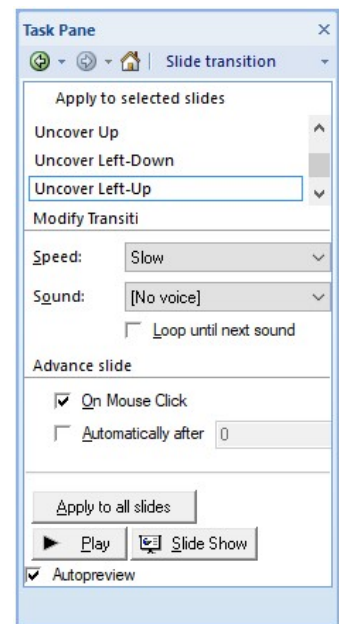 Task Pane
Slide transition
Apply to selected slides
Uncover Up
Uncover Left-Down
Uncover Left-Up
Modify Transiti
Speed: Slow
Sound: [No voice]
Loop until next sound
Advance slide
On Mouse Click
Automatically after 0
Apply to all slides
Play Slide Show
Autopreview